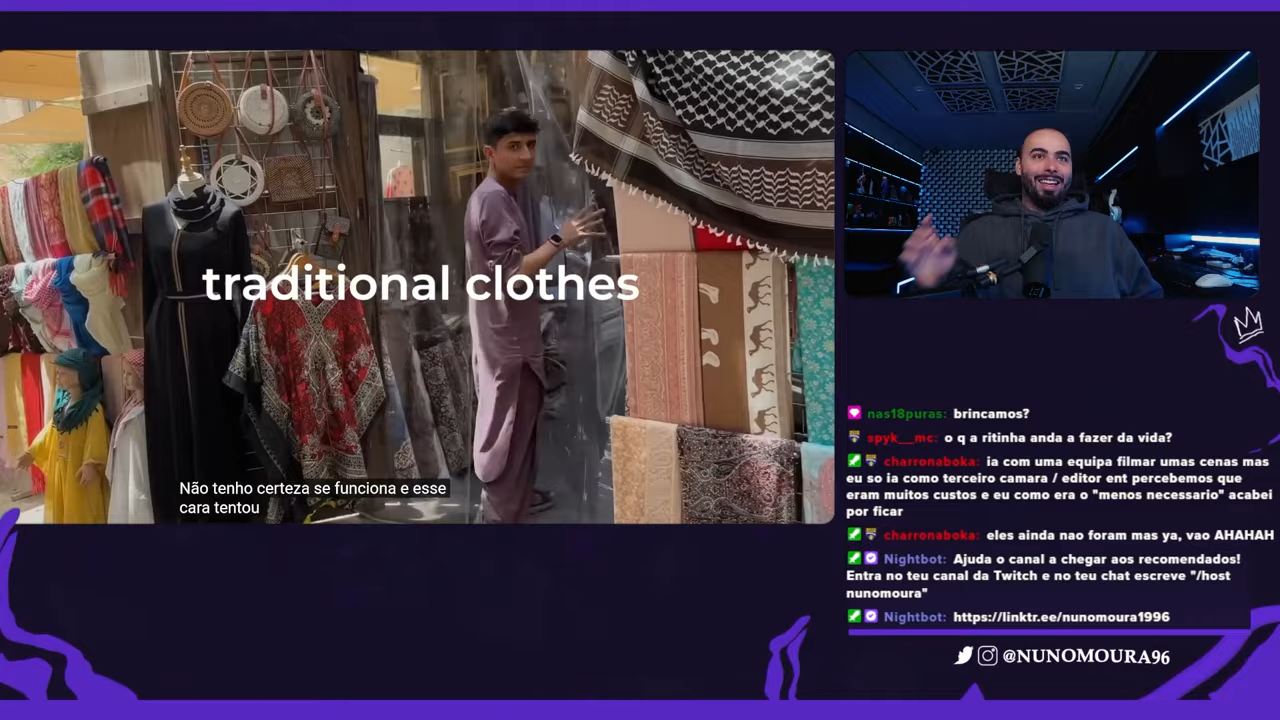 traditional clothes
Não tenho certeza se funciona e esse
cara tentou
nas18puras: brincamos?
spyk__mc: o q a ritinha anda a fazer da vida?
charronaboka: ia com uma equipa filmar umas cenas mas
eu so ia como terceiro camara / editor ent percebemos que
eram muitos custos e eu como era o "menos necessario" acabei
por ficar
charronaboka: eles ainda nao foram mas ya, vao AHAHAH
Nightbot: Ajuda o canal a chegar aos recomendados!
Entra no teu canal da Twitch e no teu chat escreve "/host
nunomoura"
Nightbot: https://linktr.ee/nunomoura1996
@NUNOMOURA96